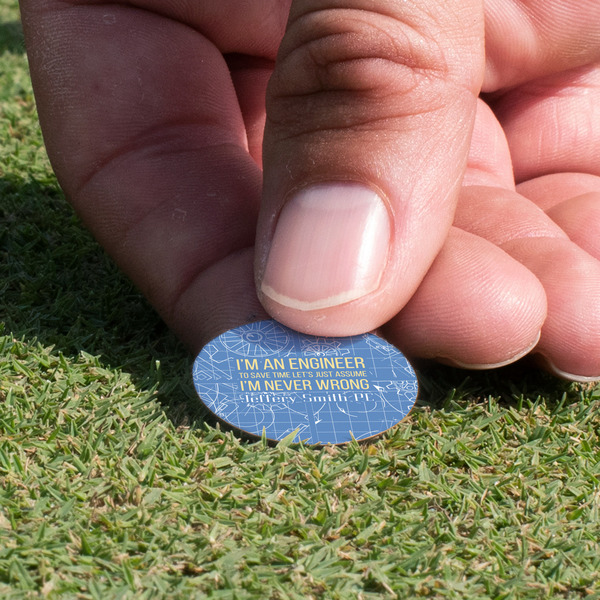 I'M AN ENGINEER
TO SAVE TIME LET'S JUST ASSUME
I'M NEVER WRONG
Jeffery Smith PE